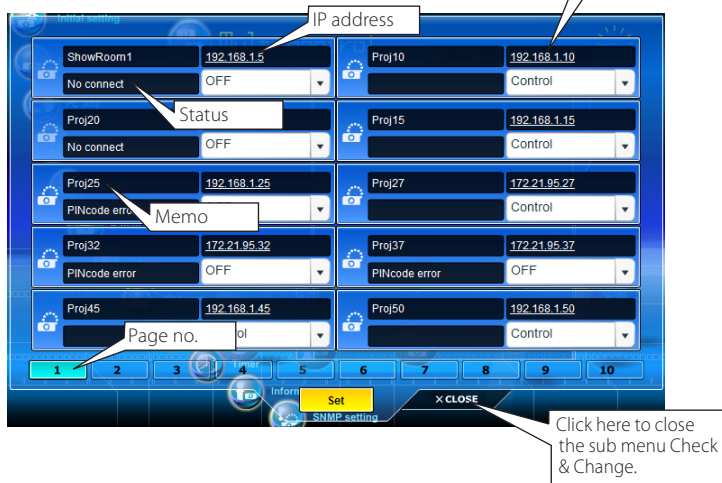 Initial setting
IP address
ShowRoom1
192.168.1.5
Proj10
192.168.1.10
No connect
OFF
Control
Status
Proj20
Proj15
192.168.1.15
No connect
OFF
Control
Proj25
192.168.1.25
Proj27
172.21.95.27
PINcode
Memo
Control
Proj32
172.21.95.32
Proj37
172.21.95.37
PINcode error
OFF
PINcode error
OFF
Proj45
192.168.1.45
Proj50
192.168.1.50
Page no.
Control
1 2 3 4 5 6 7 8 9 10
Timer
Set
× CLOSE
SNMP setting
Click here to close
the sub menu Check
& Change.